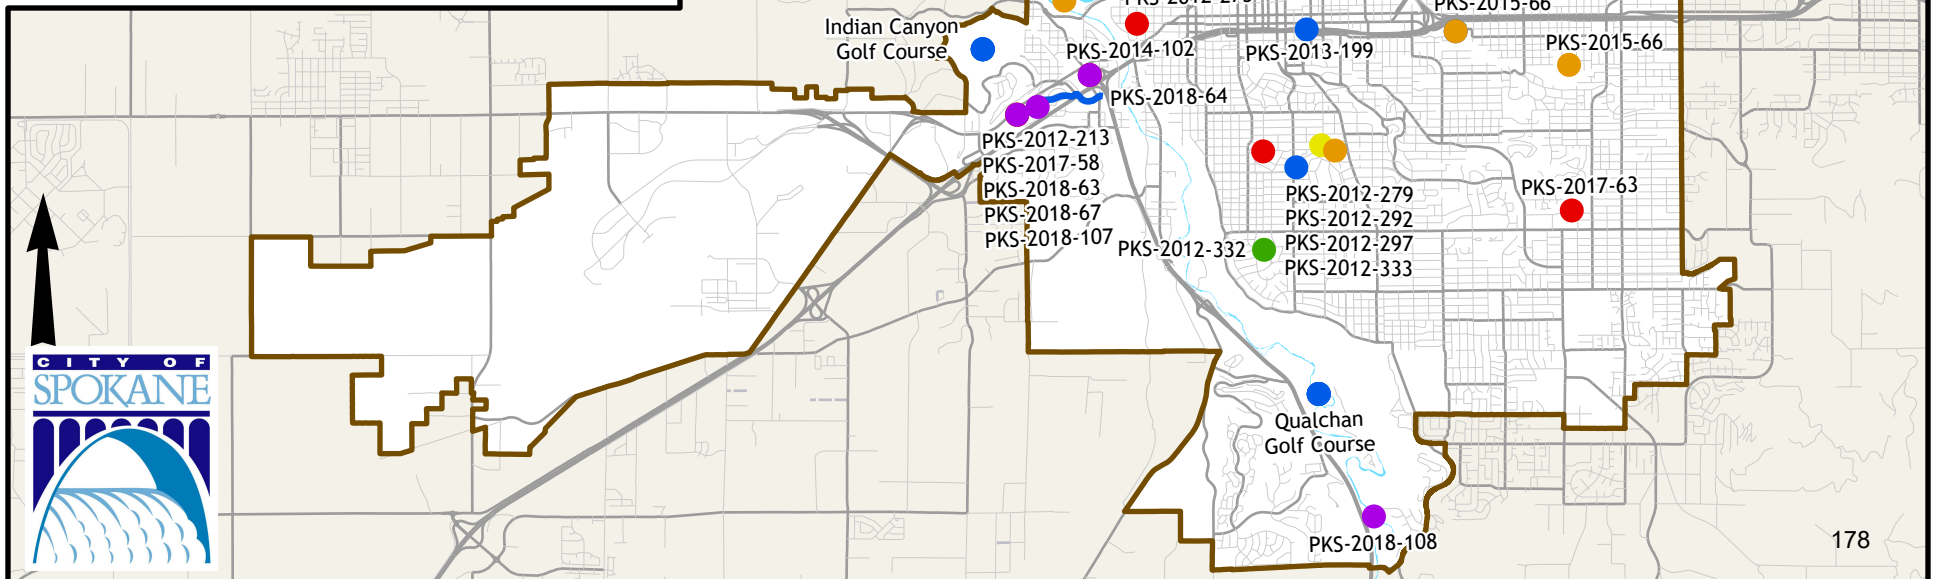 PKS-2015-66
Indian Canyon
Golf Course
PKS-2014-102
PKS-2013-199
PKS-2015-66
PKS-2018-64
PKS-2012-213
PKS-2017-58
PKS-2018-63
PKS-2018-67
PKS-2018-107
PKS-2012-279
PKS-2012-292
PKS-2012-297
PKS-2012-333
PKS-2017-63
PKS-2012-332
CITY OF
SPOKANE
Qualchan
Golf Course
PKS-2018-108
178